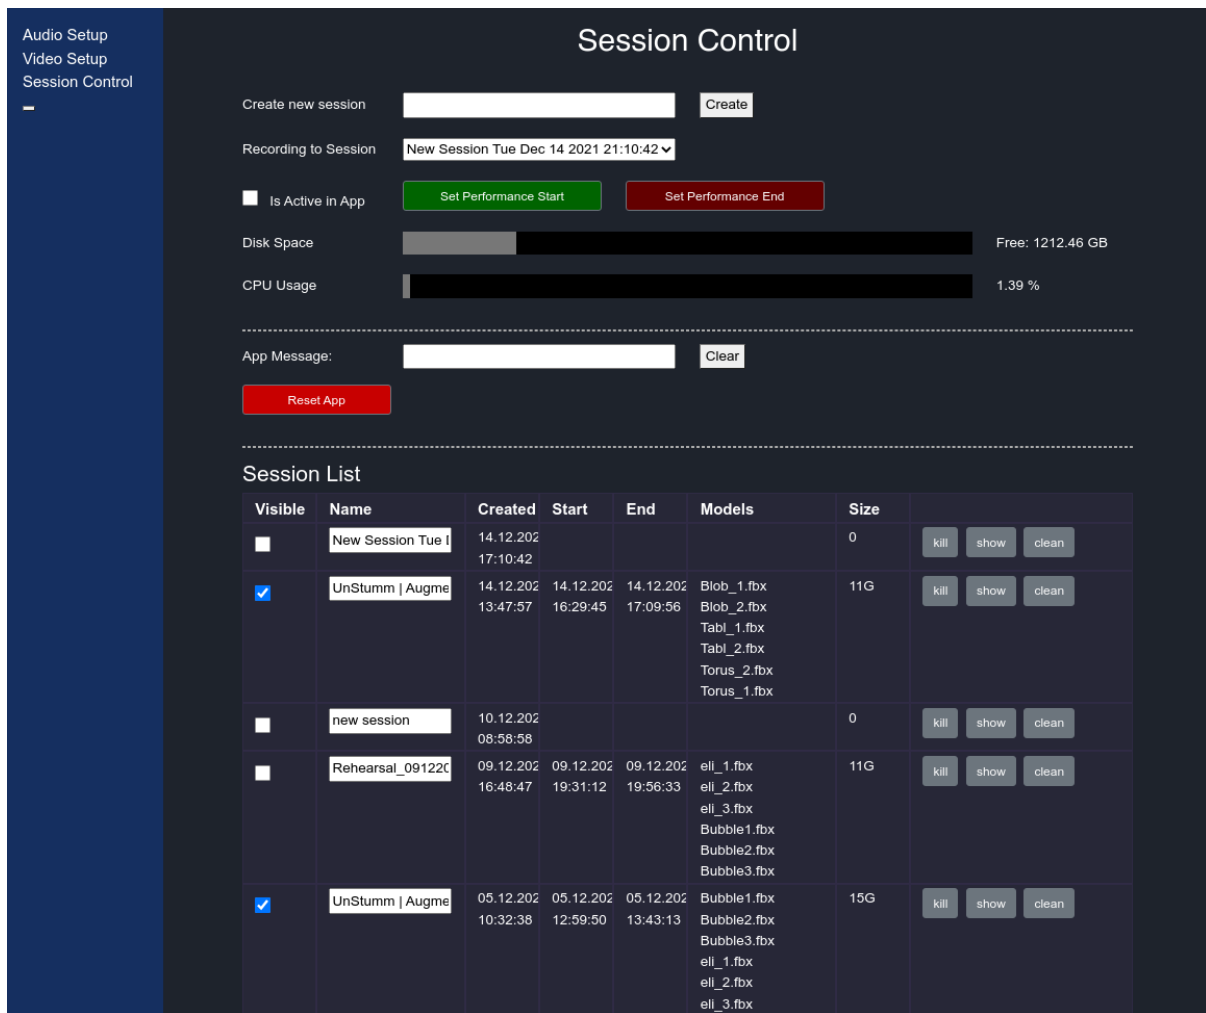 Audio Setup
Video Setup
Session Control
Session Control
Create new session
Create
Recording to Session
New Session Tue Dec 14 2021 21:10:42
Is Active in App
Set Performance Start
Set Performance End
Disk Space
Free: 1212.46 GB
CPU Usage
1.39 %
App Message:
Clear
Reset App
Session List
Visible Name Created Start End Models Size
New Session Tue 14.12.202 0 kill show clean
17:10:42
UnStumm | Augme 14.12.202 14.12.202 14.12.202 Blob_1.fbx 11G kill show clean
13:47:57 16:29:45 17:09:56 Blob_2.fbx
Tabl_1.fbx
Tabl_2.fbx
Torus_2.fbx
Torus_1.fbx
new session 10.12.202 0 kill show clean
08:58:58
Rehearsal_091220 09.12.202 09.12.202 09.12.202 eli_1.fbx 11G kill show clean
16:48:47 19:31:12 19:56:33 eli_2.fbx
eli_3.fbx
Bubble1.fbx
Bubble2.fbx
Bubble3.fbx
UnStumm | Augme 05.12.202 05.12.202 05.12.202 Bubble1.fbx 15G kill show clean
10:32:38 12:59:50 13:43:13 Bubble2.fbx
Bubble3.fbx
eli_1.fbx
eli_2.fbx
eli_3.fbx